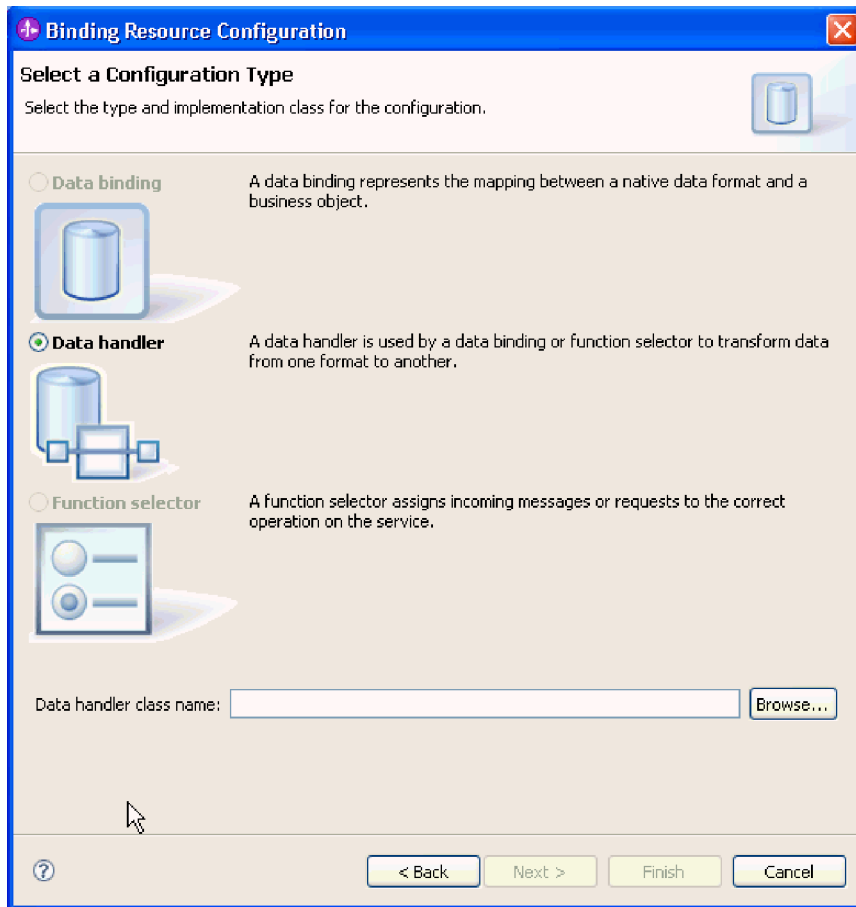 Binding Resource Configuration
Select a Configuration Type
Select the type and implementation class for the configuration.
Data binding
A data binding represents the mapping between a native data format and a
business object.
Data handler
A data handler is used by a data binding or function selector to transform data
from one format to another.
Function selector
A function selector assigns incoming messages or requests to the correct
operation on the service.
Data handler class name:
Browse...
?
< Back
Next >
Finish
Cancel